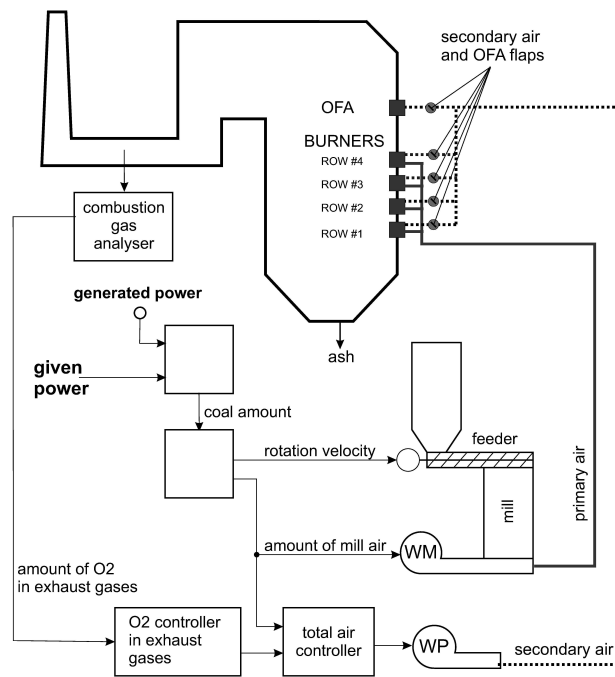 secondary air
and OFA flaps
OFA
BURNERS
ROW #4
ROW #3
ROW #2
ROW #1
combustion
gas
analyser
generated power
ash
given
power
coal amount
rotation velocity
feeder
mill
primary air
amount of mill air
WM
amount of O2
in exhaust gases
O2 controller
in exhaust
gases
total air
controller
WP
secondary air